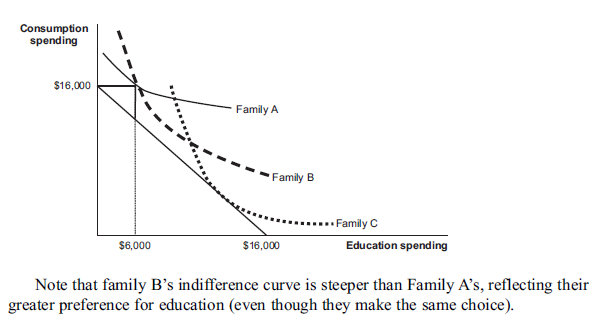 Consumption
spending
$16,000
Family A
Family B
Family C
$6,000
$16,000
Education spending
Note that family B’s indifference curve is steeper than Family A’s, reflecting their
greater preference for education (even though they make the same choice).